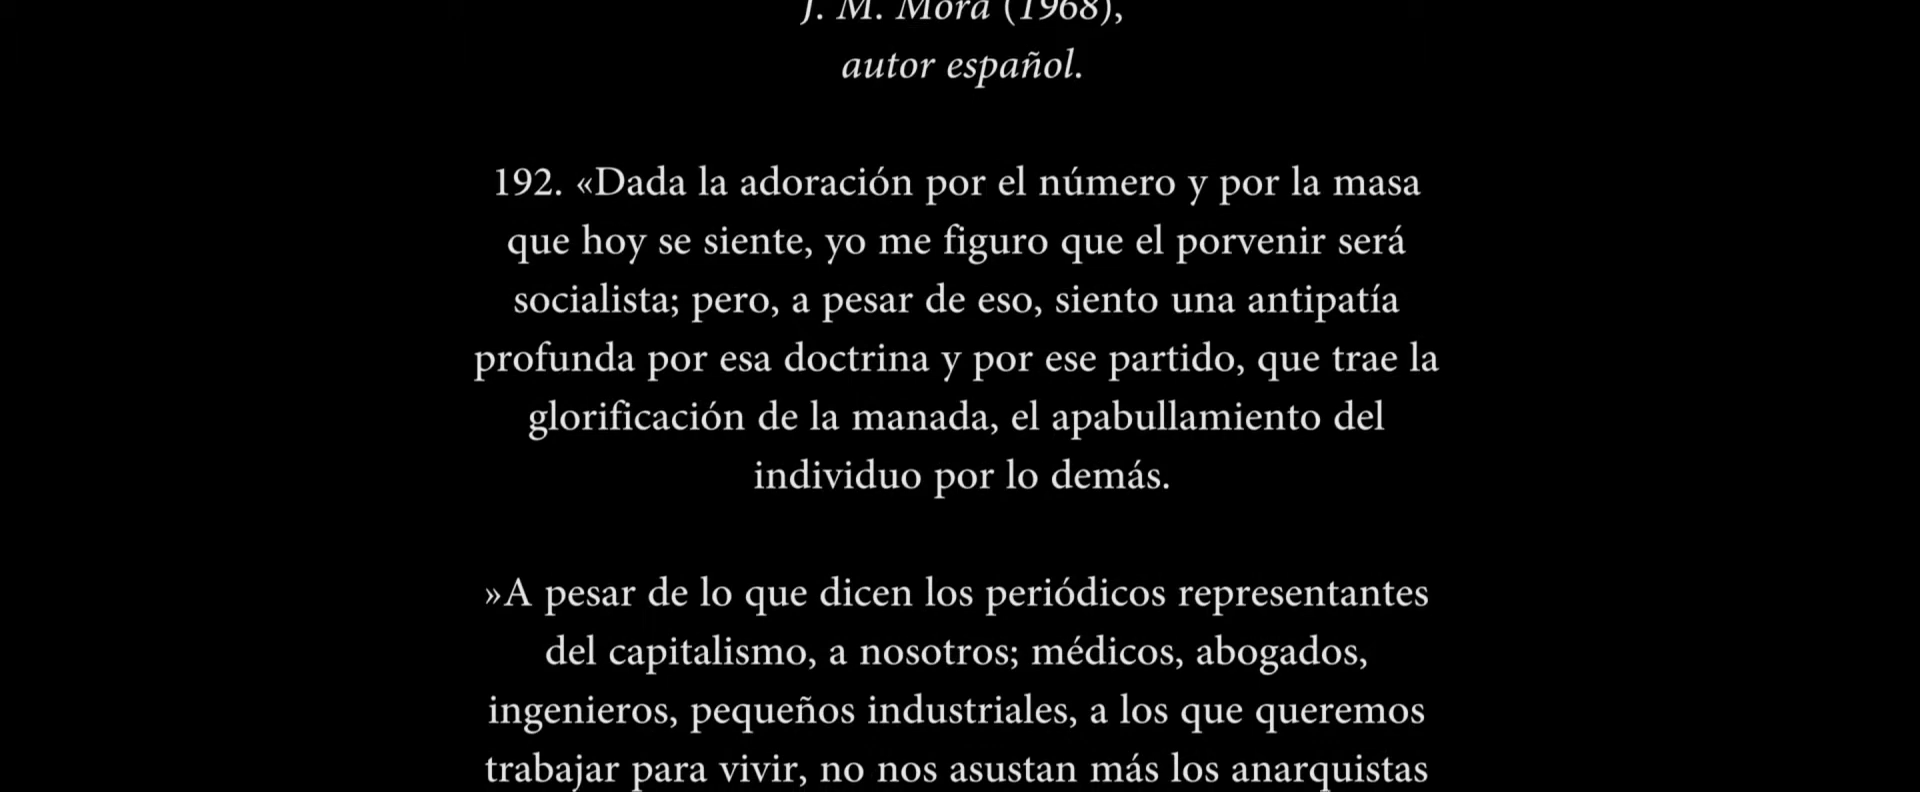 J. M. Mora (1968),
autor español.
192. «Dada la adoración por el número y por la masa
que hoy se siente, yo me figuro que el porvenir será
socialista; pero, a pesar de eso, siento una antipatía
profunda por esa doctrina y por ese partido, que trae la
glorificación de la manada, el apabullamiento del
individuo por lo demás.
»A pesar de lo que dicen los periódicos representantes
del capitalismo, a nosotros; médicos, abogados,
ingenieros, pequeños industriales, a los que queremos
trabajar para vivir, no nos asustan más los anarquistas